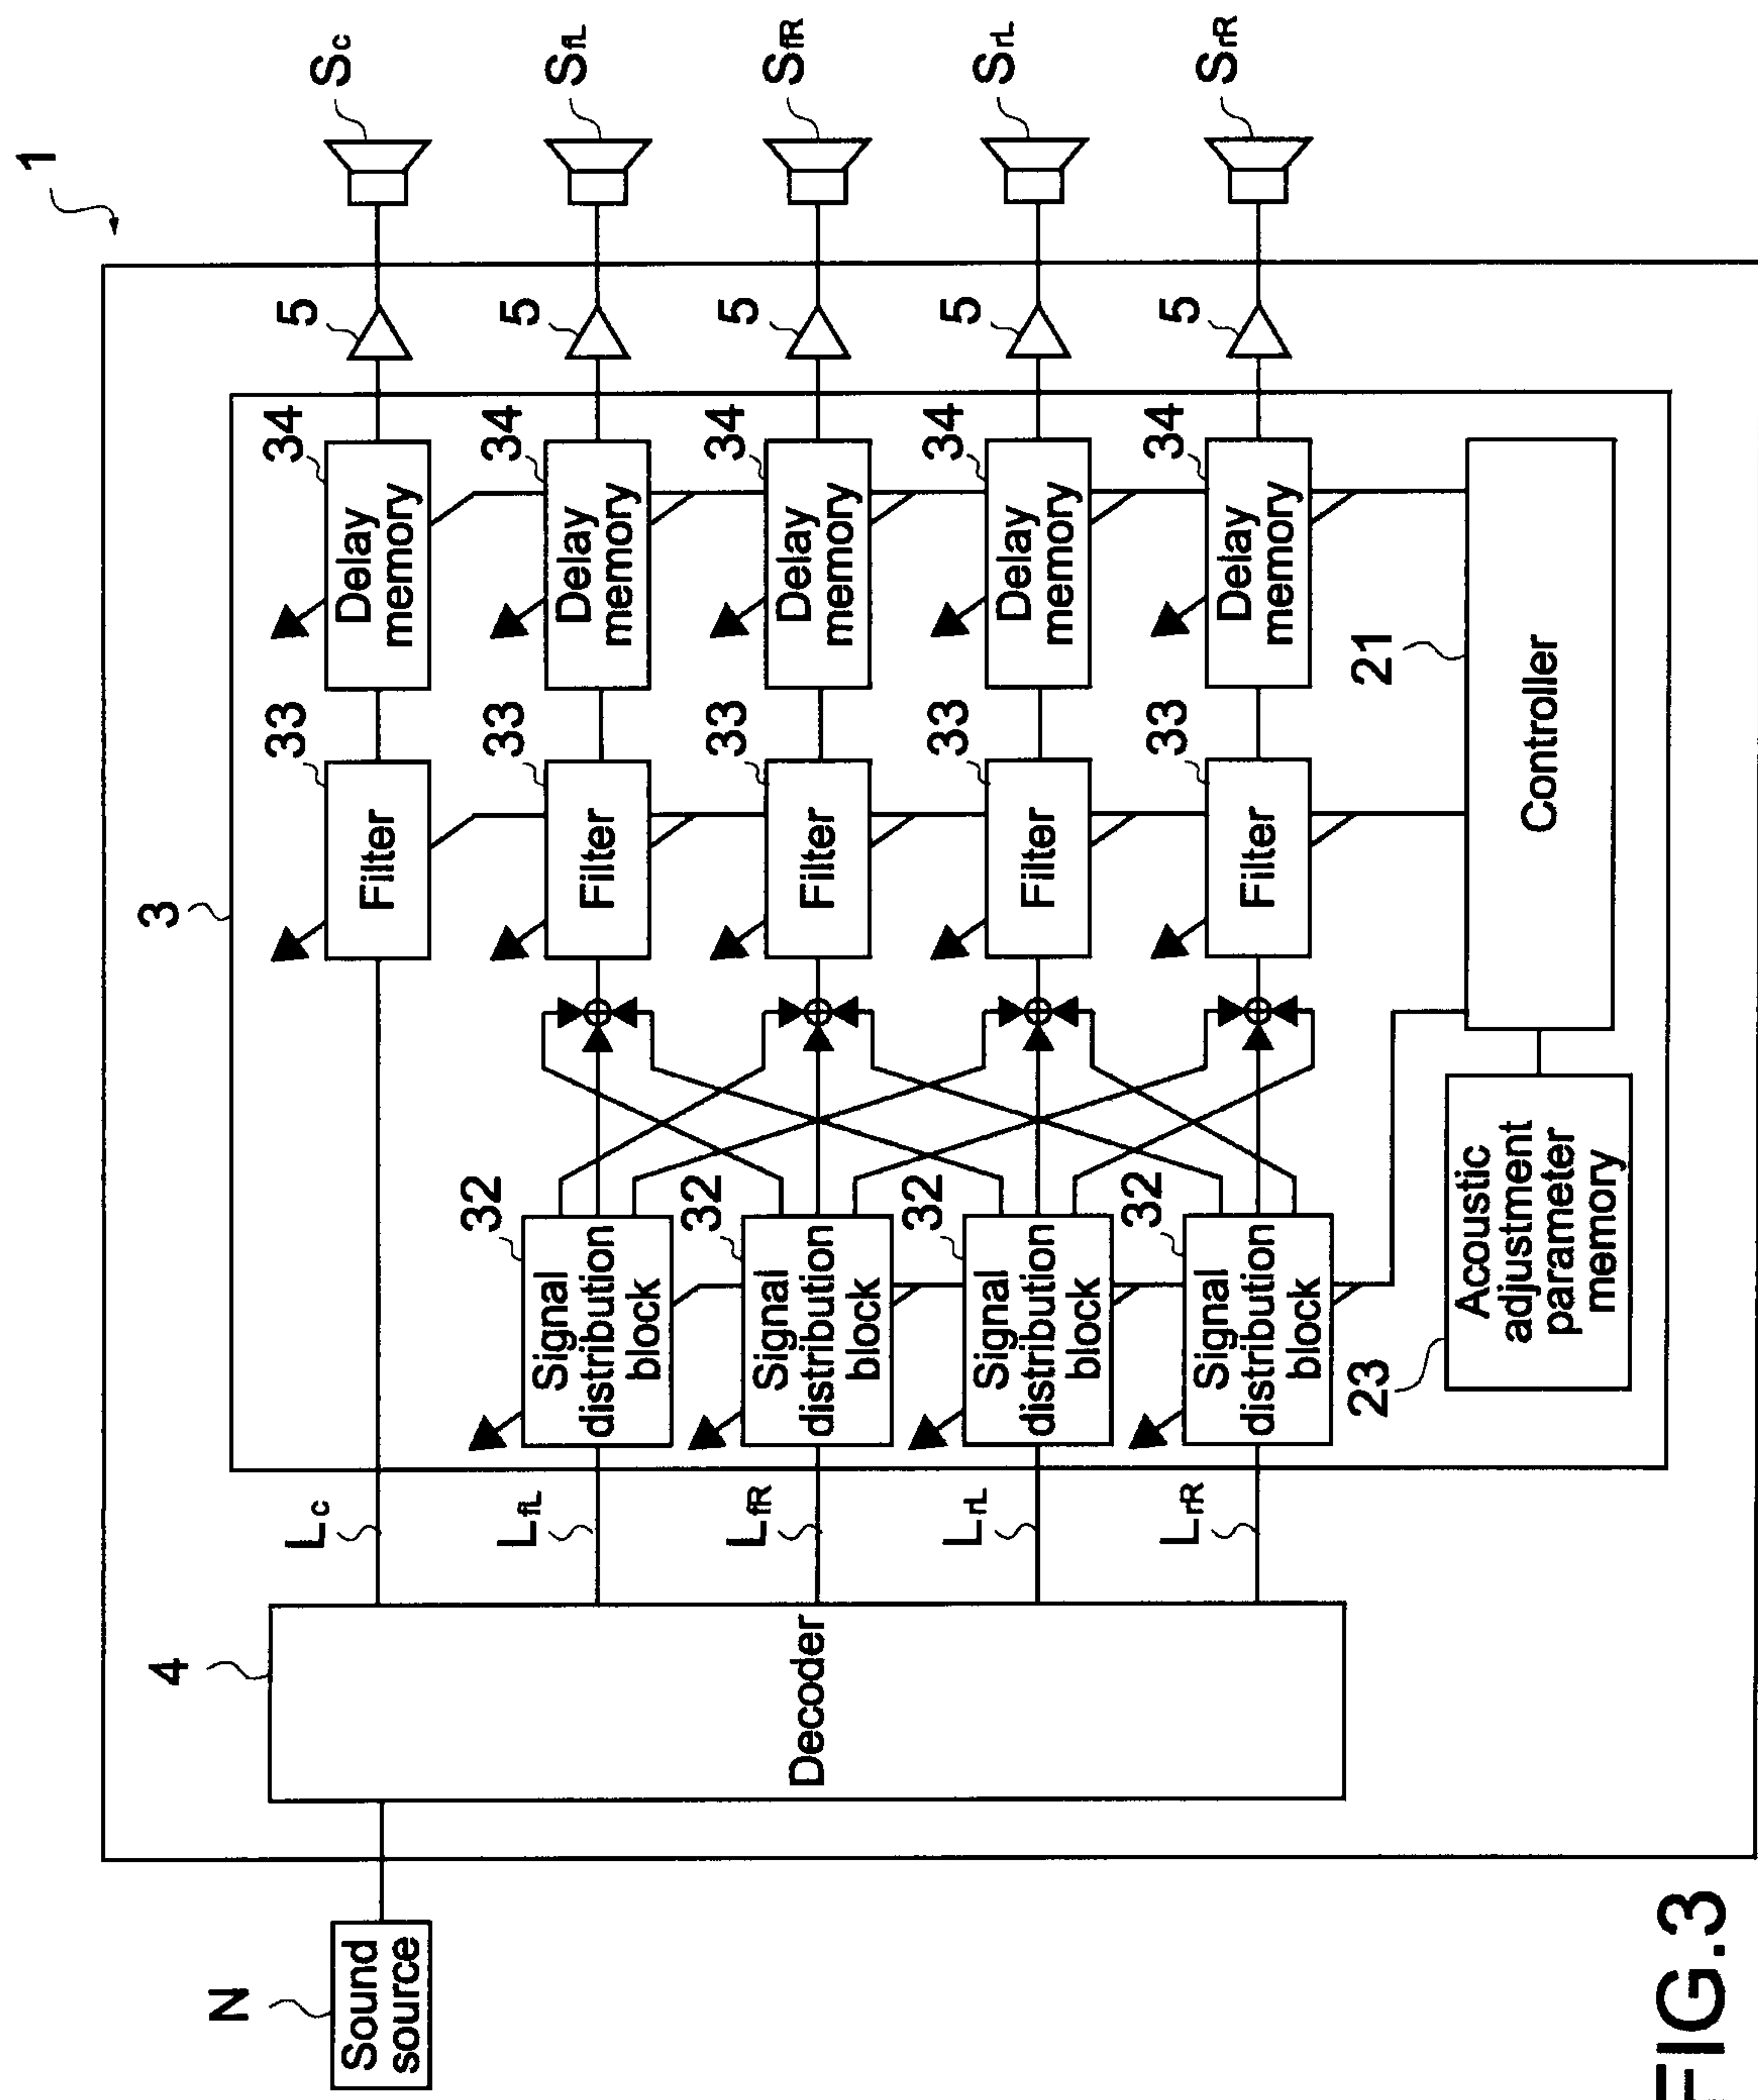 1
N
Sound
source
4
Decoder
Lc
LfL
LfR
LrL
LrR
3
32
Signal
distribution
block
32
Signal
distribution
block
32
Signal
distribution
block
32
Signal
distribution
block
33
Filter
33
Filter
33
Filter
33
Filter
33
Filter
34
Delay
memory
34
Delay
memory
34
Delay
memory
34
Delay
memory
34
Delay
memory
5
5
5
5
5
Sc
SfL
SfR
SrL
SrR
23
Acoustic
adjustment
parameter
memory
21
Controller
FIG.3